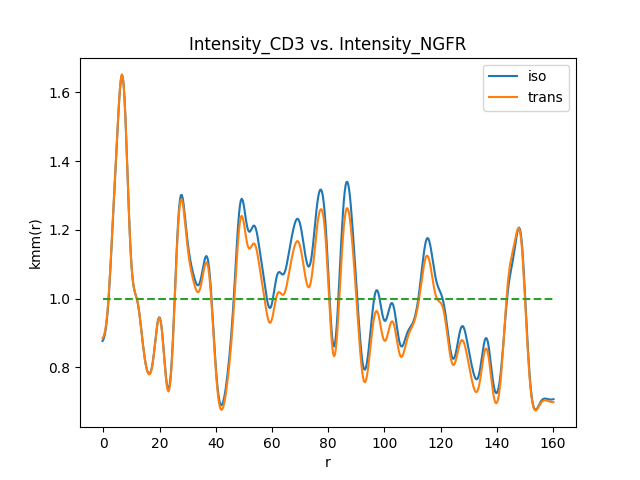 Intensity_CD3 vs. Intensity_NGFR
iso
trans
kmm(r)
1.6
1.4
1.2
1.0
0.8
0 20 40 60 80 100 120 140 160
r